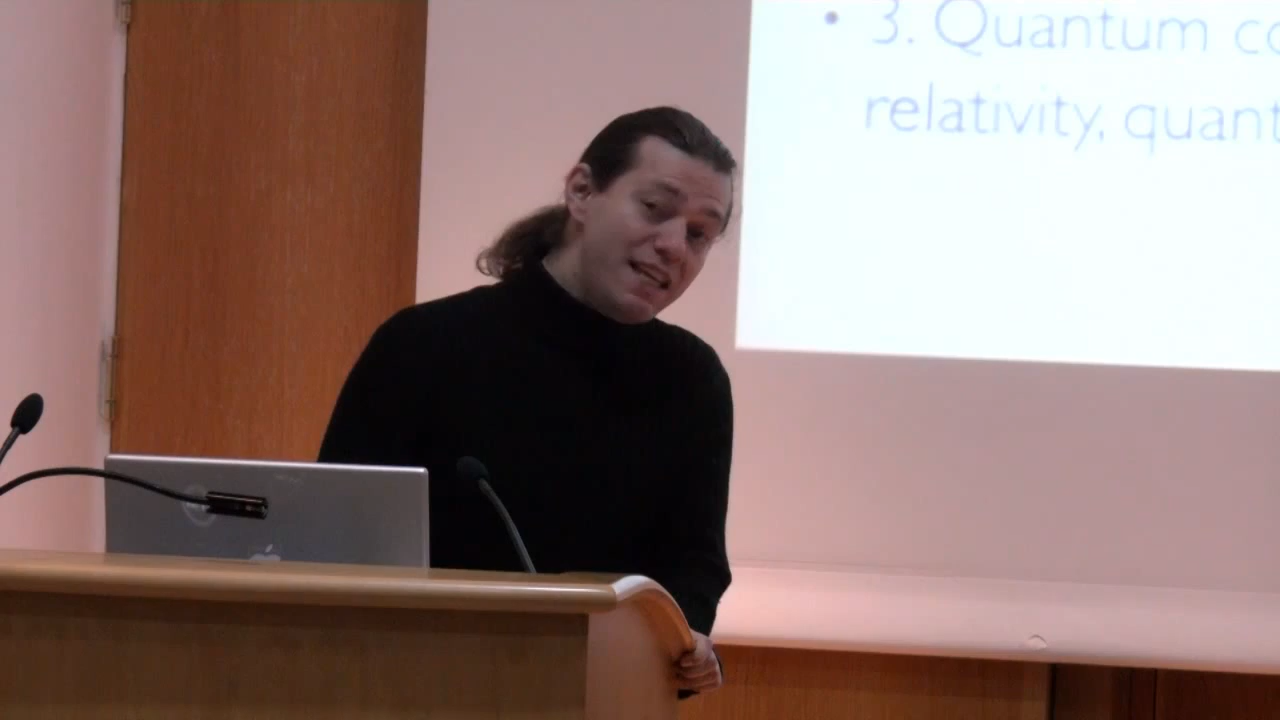 • 3. Quantum co
relativity, quant